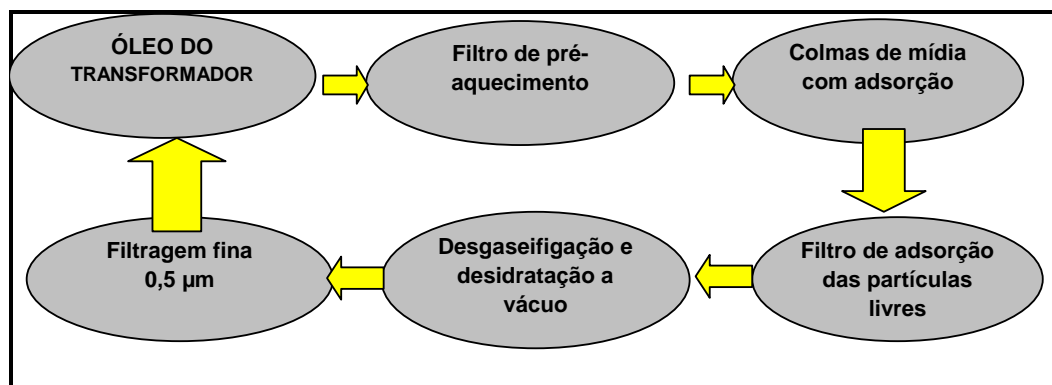 ÓLEO DO
TRANSFORMADOR
Filtro de pré-
aquecimento
Colmas de mídia
com adsorção
Filtro de adsorção
das partículas
livres
Desgaseifigação e
desidratação a
vácuo
Filtragem fina
0,5 µm